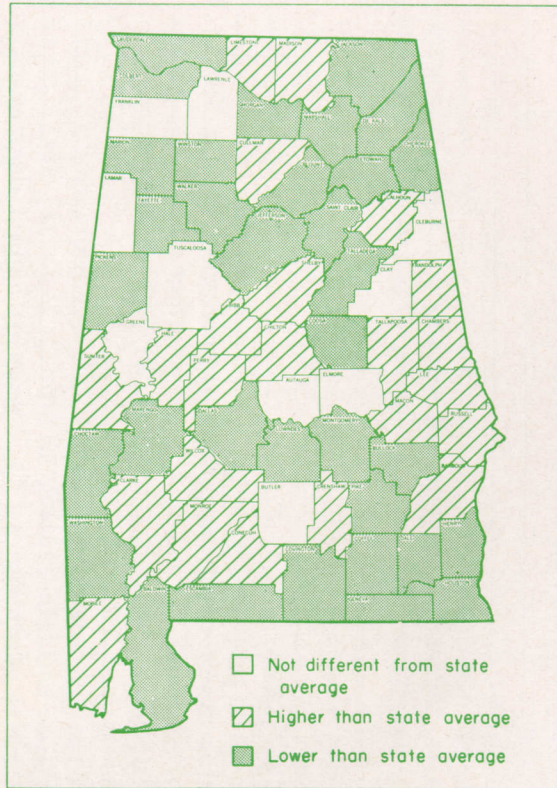 LAUDERDALE
LIMESTONE
MADISON
JACKSON
COLBERT
LAWRENCE
FRANKLIN
MORGAN
MARSHALL
DE KALB
MARION
WINSTON
CULLMAN
CHEROKEE
BLOUNT
LAMAR
FAYETTE
WALKER
JEFFERSON
SAINT CLAIR
CALHOUN
CLEBURNE
TUSCALOOSA
PICKENS
SHELBY
TALLADEGA
CLAY
RANDOLPH
BIBB
GREENE
HALE
CHILTON
COOSA
TALLAPOOSA
CHAMBERS
SUMTER
PERRY
LEE
AUTAUGA
ELMORE
MACON
RUSSELL
MARENGO
DALLAS
LOWNDES
MONTGOMERY
CHOCTAW
BULLOCK
WILCOX
BARBOUR
CLARKE
BUTLER
CRENSHAW
PIKE
MONROE
WASHINGTON
CONECUH
COVINGTON
DALE
HENRY
MOBILE
BALDWIN
ESCAMBIA
GENEVA
HOUSTON
Not different from state
average
Higher than state average
Lower than state average